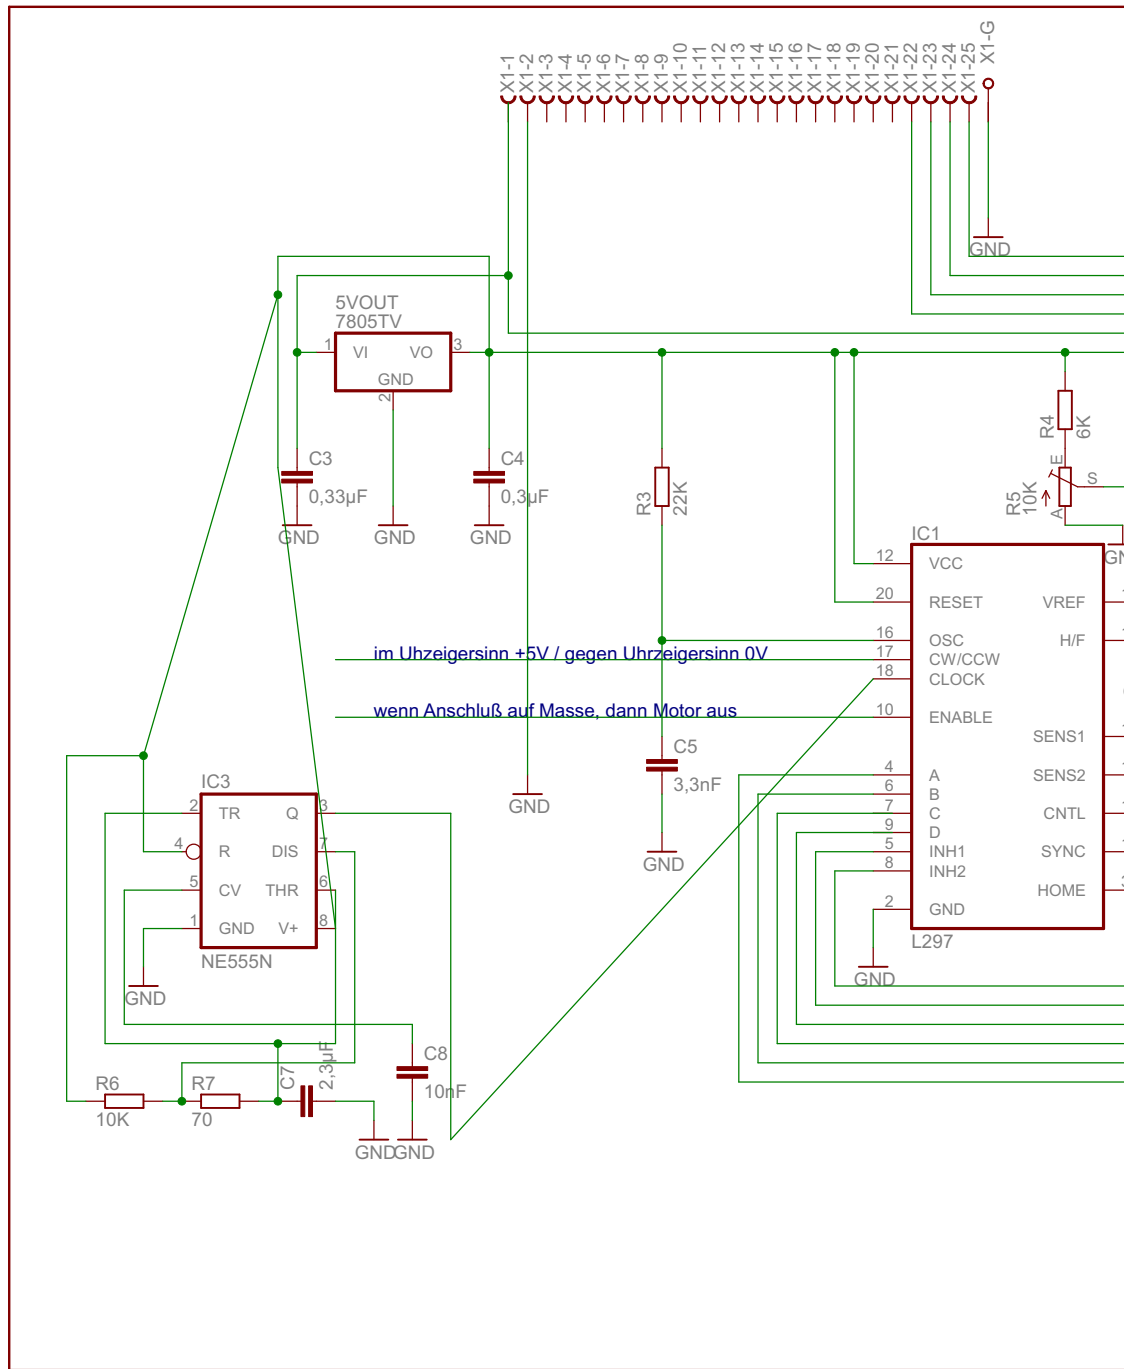 X1-1
X1-2
X1-3
X1-4
X1-5
X1-6
X1-7
X1-8
X1-9
X1-10
X1-11
X1-12
X1-13
X1-14
X1-15
X1-16
X1-17
X1-18
X1-19
X1-20
X1-21
X1-22
X1-23
X1-24
X1-25
X1-G
GND
5VOUT
7805TV
1 VI VO 3
GND
2
C3
0,33µF
GND
GND
C4
0,3µF
GND
R3
22K
R4
6K
R5
10K
E
S
A
IC1
12 VCC
20 RESET VREF
16 OSC H/F
17 CW/CCW
18 CLOCK
10 ENABLE
SENS1
4 A SENS2
6 B
7 C CNTL
9 D
5 INH1 SYNC
8 INH2
HOME
2 GND
L297
GND
im Uhzeigersinn +5V / gegen Uhrzeigersinn 0V
wenn Anschluß auf Masse, dann Motor aus
C5
3,3nF
GND
GND
IC3
2 TR Q 3
4 R DIS 7
5 CV THR 6
1 GND V+ 8
NE555N
GND
R6
10K
R7
70
C7
2,3µF
C8
10nF
GND
GND